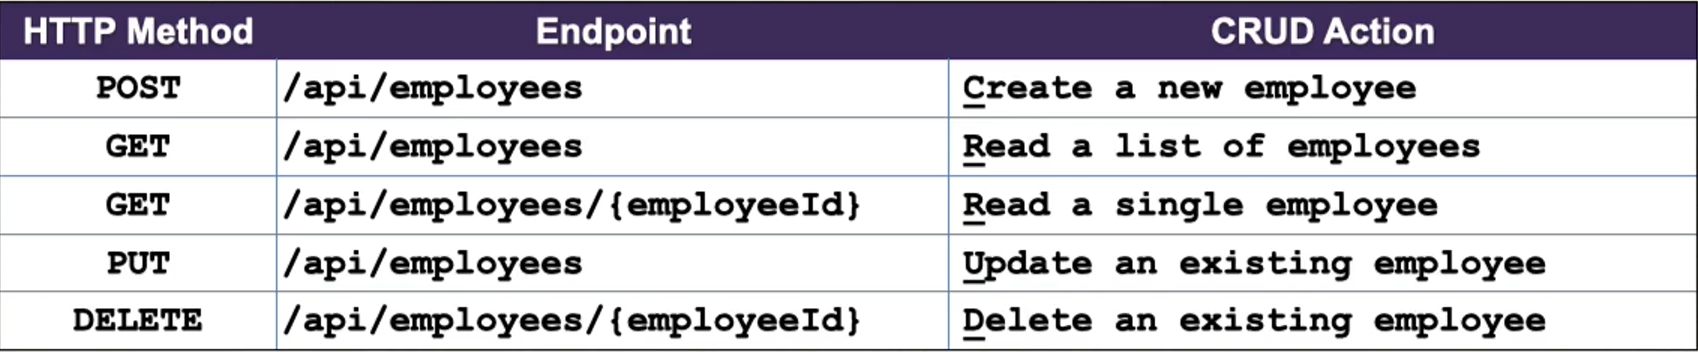 HTTP Method Endpoint CRUD Action
POST /api/employees Create a new employee
GET /api/employees Read a list of employees
GET /api/employees/{employeeId} Read a single employee
PUT /api/employees Update an existing employee
DELETE /api/employees/{employeeId} Delete an existing employee